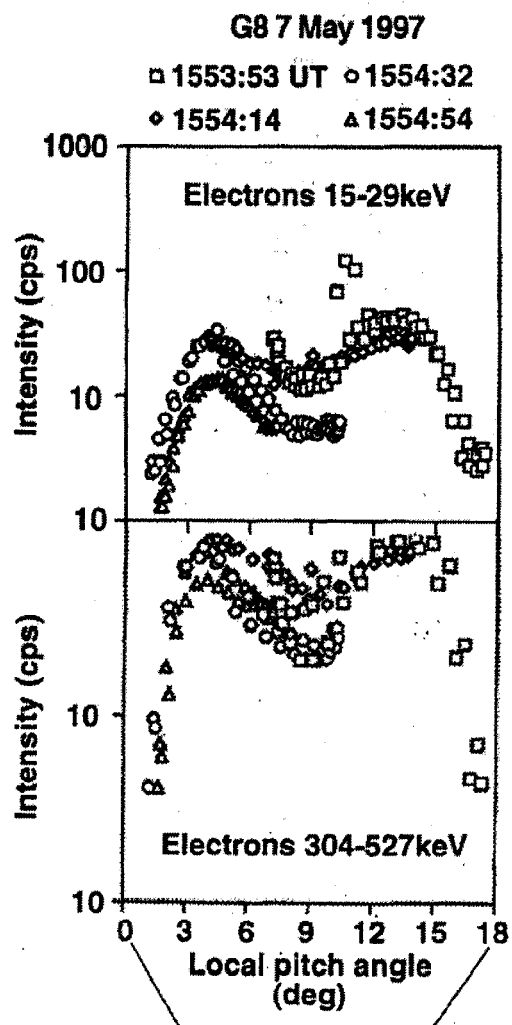 G8 7 May 1997
□ 1553:53 UT ○ 1554:32
◇ 1554:14 △ 1554:54
1000
Electrons 15-29keV
100
Intensity (cps)
10
10
Intensity (cps)
10
Electrons 304-527keV
10
0 3 6 9 12 15 18
Local pitch angle
(deg)